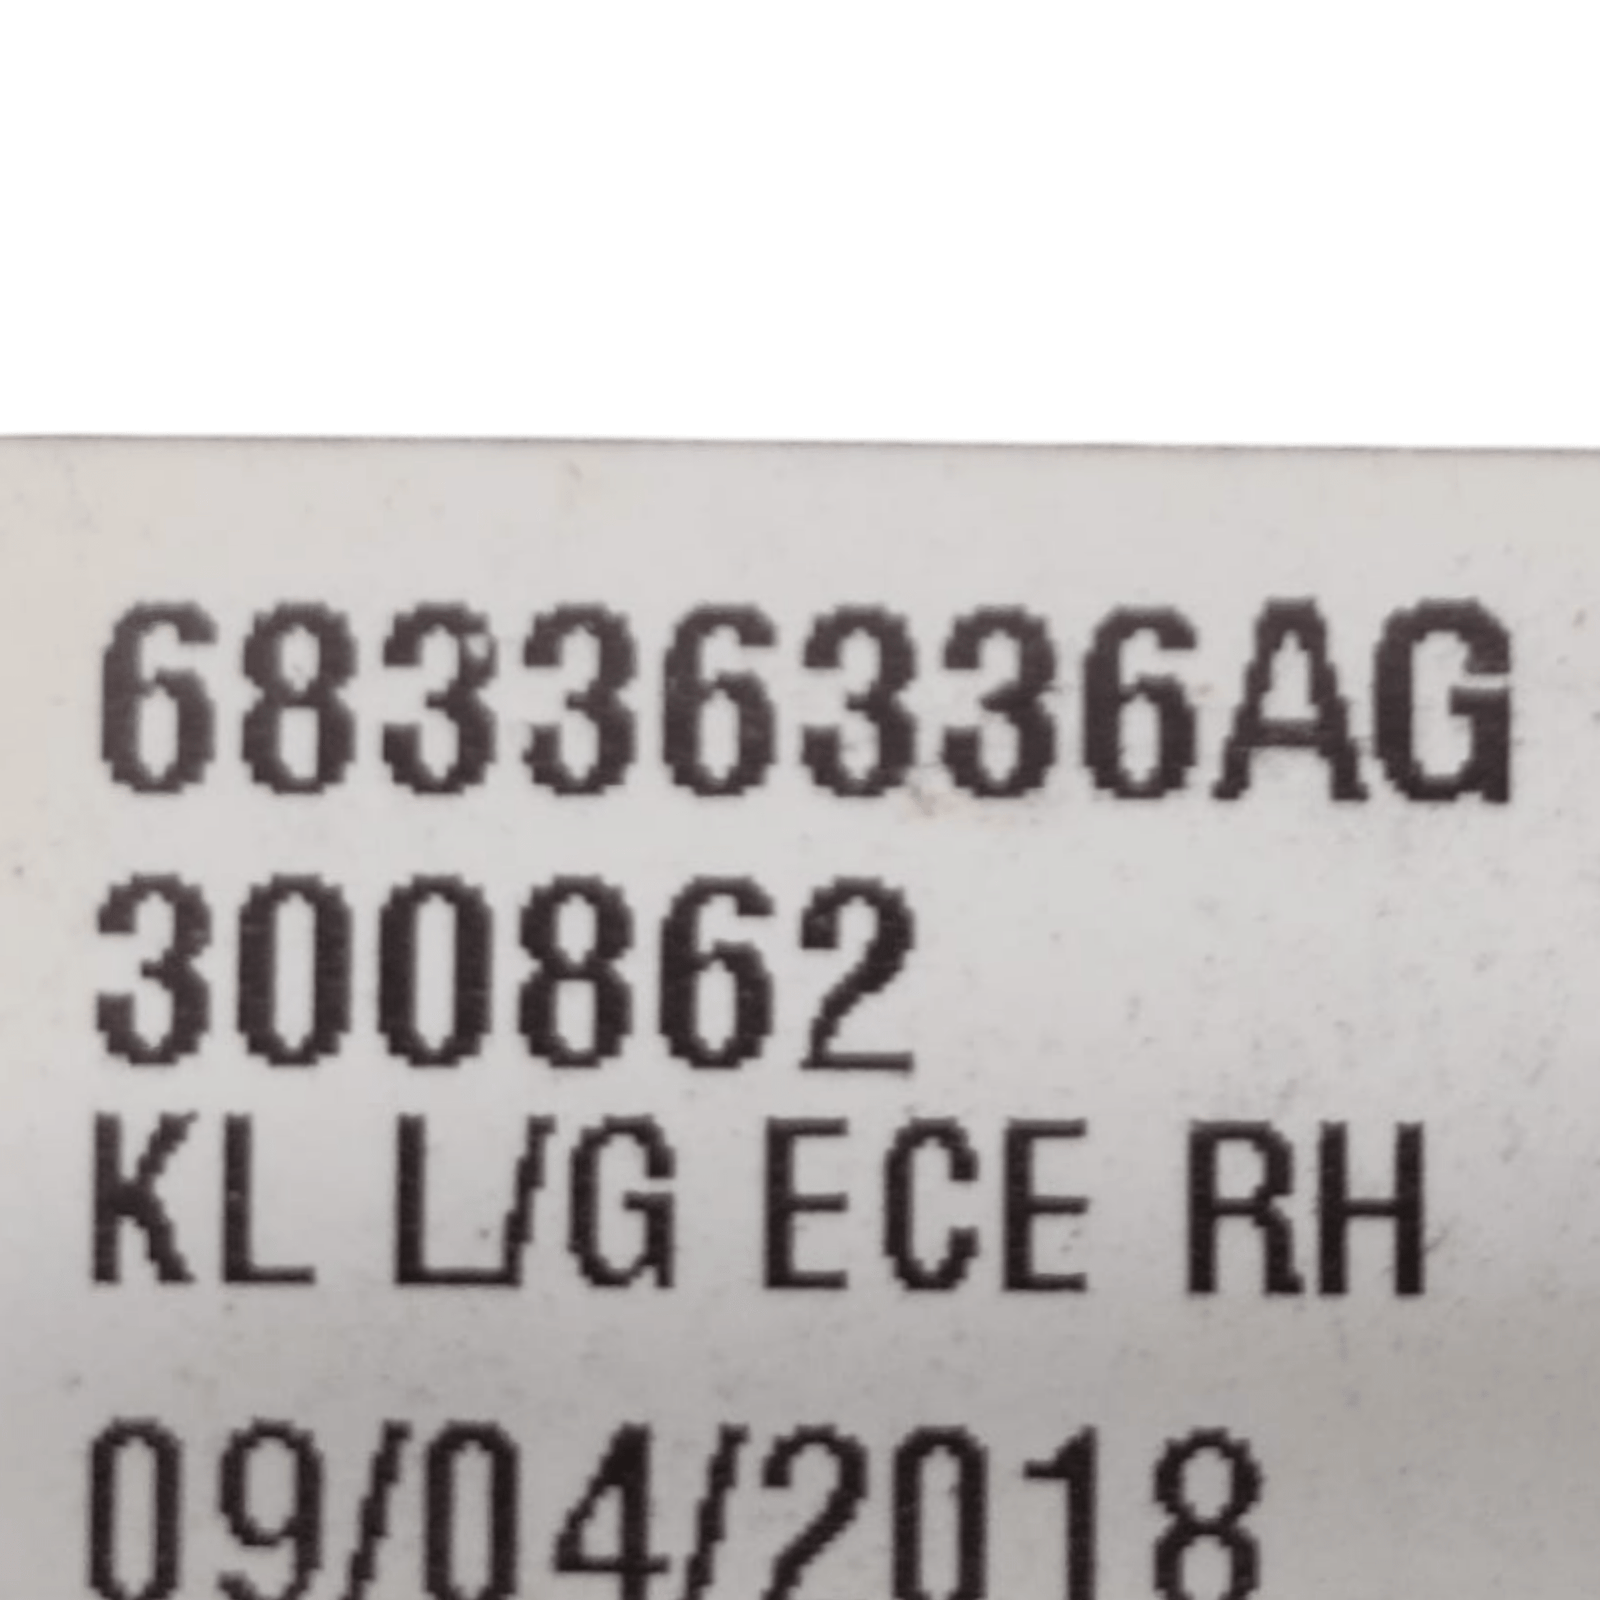 68336336AG
300862
KL L/G ECE RH
09/04/2018